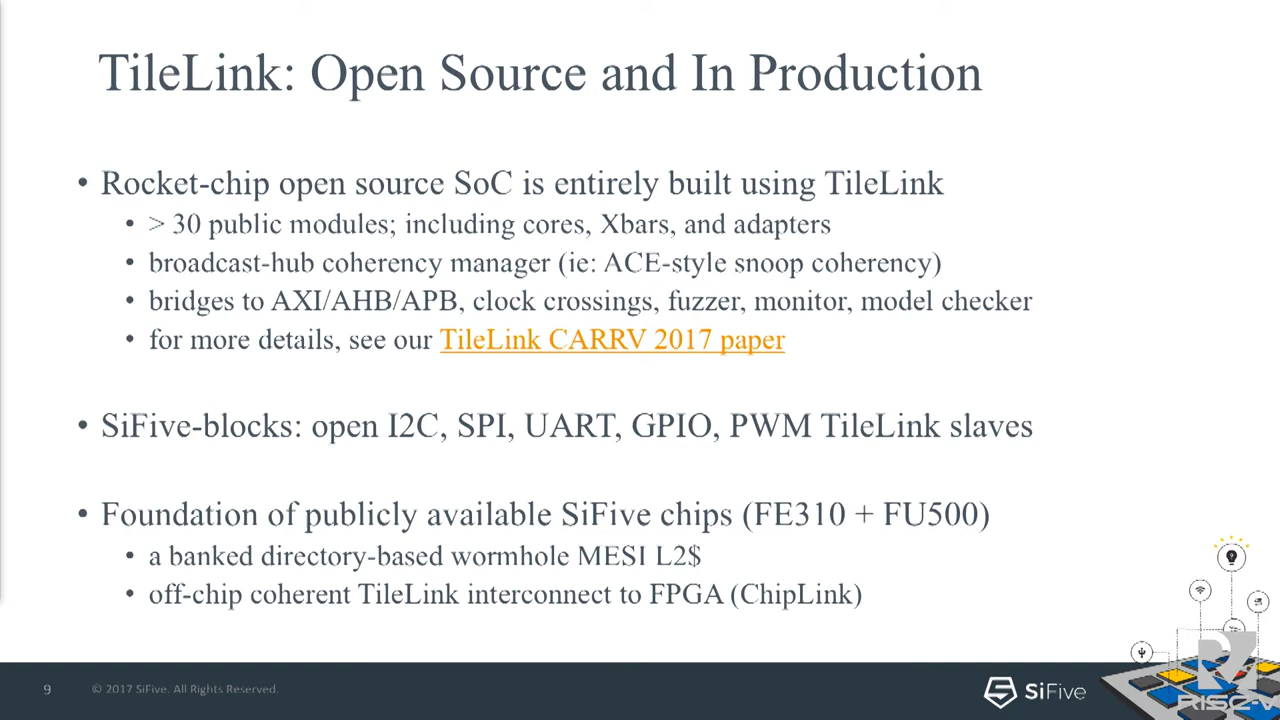 TileLink: Open Source and In Production
• Rocket-chip open source SoC is entirely built using TileLink
• > 30 public modules; including cores, Xbars, and adapters
• broadcast-hub coherency manager (ie: ACE-style snoop coherency)
• bridges to AXI/AHB/APB, clock crossings, fuzzer, monitor, model checker
• for more details, see our TileLink CARRV 2017 paper
• SiFive-blocks: open I2C, SPI, UART, GPIO, PWM TileLink slaves
• Foundation of publicly available SiFive chips (FE310 + FU500)
• a banked directory-based wormhole MESI L2$
• off-chip coherent TileLink interconnect to FPGA (ChipLink)
9
© 2017 SiFive. All Rights Reserved.
SiFive
RISC-V